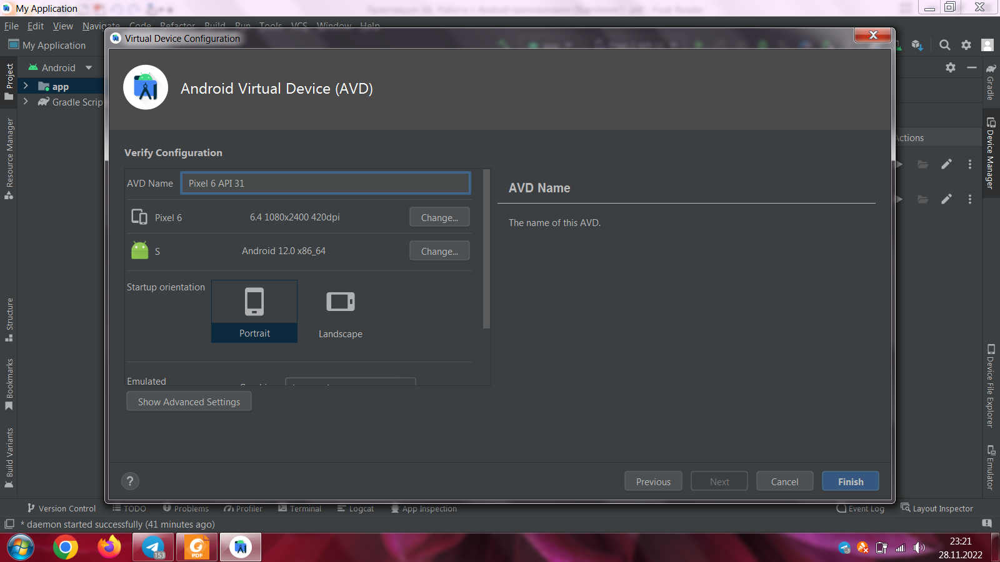 My Application
File Edit View Navigate Code Refactor Build Run Tools VCS Window Help
My Application
Virtual Device Configuration
Android
Project
app
Gradle Scrip
Resource Manager
Structure
Bookmarks
Build Variants
Android Virtual Device (AVD)
Verify Configuration
AVD Name Pixel 6 API 31
Pixel 6 6.4 1080x2400 420dpi Change...
S Android 12.0 x86_64 Change...
Startup orientation
Portrait Landscape
Emulated
Show Advanced Settings
AVD Name
The name of this AVD.
? Previous Next Cancel Finish
Actions
Gradle
Device Manager
Device File Explorer
Emulator
Version Control TODO Problems Profiler Terminal Logcat App Inspection Event Log Layout Inspector
* daemon started successfully (41 minutes ago)
153
PDF
23:21
28.11.2022